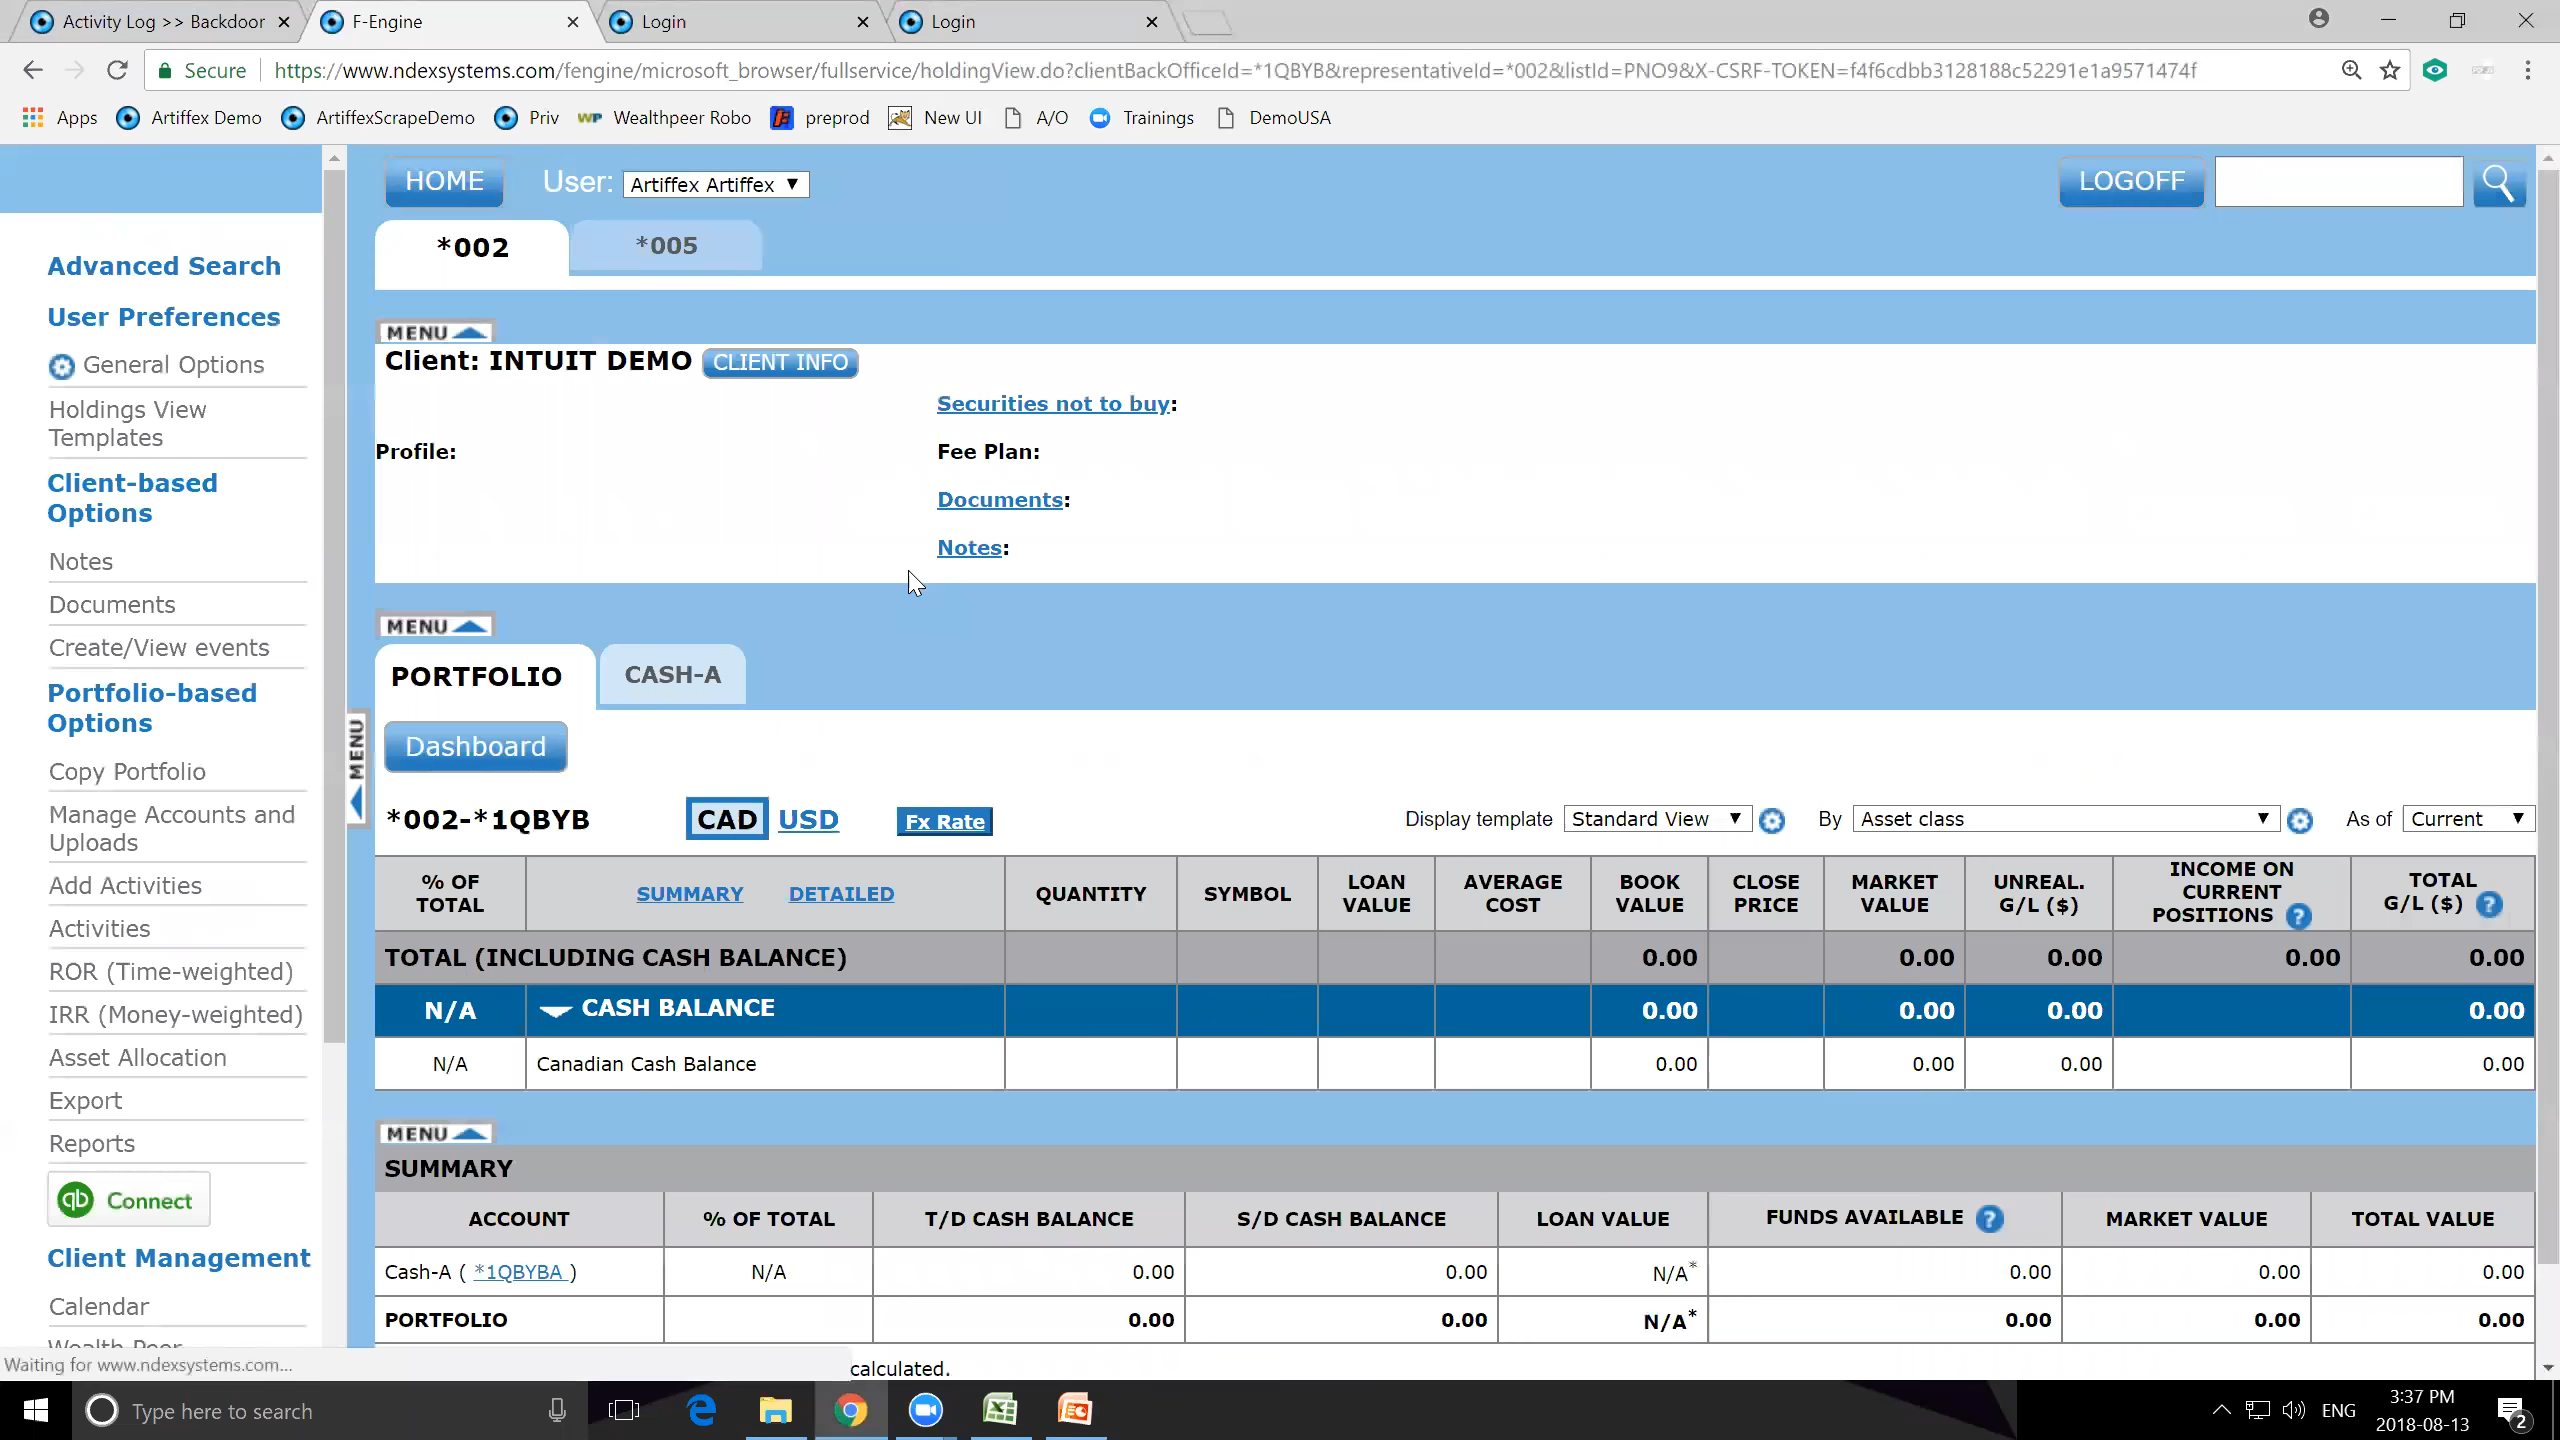 Activity Log >> Backdoor
F-Engine
Login
Login
Secure
https://www.ndexsystems.com/fengine/microsoft_browser/fullservice/holdingView.do?clientBackOfficeId=*1QBYB&representativeId=*002&listId=PNO9&X-CSRF-TOKEN=f4f6cdbb3128188c52291e1a9571474f
Apps
Artiffex Demo
ArtiffexScrapeDemo
Priv
Wealthpeer Robo
preprod
New UI
A/O
Trainings
DemoUSA
HOME
User:
Artiffex Artiffex
LOGOFF
*002
*005
Advanced Search
User Preferences
General Options
Holdings View
Templates
Client-based
Options
Notes
Documents
Create/View events
Portfolio-based
Options
Copy Portfolio
Manage Accounts and
Uploads
Add Activities
Activities
ROR (Time-weighted)
IRR (Money-weighted)
Asset Allocation
Export
Reports
qb Connect
Client Management
Calendar
Wealth Peer
MENU
MENU
Client: INTUIT DEMO
CLIENT INFO
Securities not to buy:
Profile:
Fee Plan:
Documents:
Notes:
MENU
PORTFOLIO
CASH-A
Dashboard
*002-*1QBYB
CAD
USD
Fx Rate
Display template
Standard View
By
Asset class
As of
Current
% OF
TOTAL
SUMMARY
DETAILED
QUANTITY
SYMBOL
LOAN
VALUE
AVERAGE
COST
BOOK
VALUE
CLOSE
PRICE
MARKET
VALUE
UNREAL.
G/L ($)
INCOME ON
CURRENT
POSITIONS ?
TOTAL
G/L ($) ?
TOTAL (INCLUDING CASH BALANCE) 0.00 0.00 0.00 0.00 0.00
N/A CASH BALANCE 0.00 0.00 0.00 0.00
N/A Canadian Cash Balance 0.00 0.00 0.00 0.00
MENU
SUMMARY
ACCOUNT % OF TOTAL T/D CASH BALANCE S/D CASH BALANCE LOAN VALUE FUNDS AVAILABLE ? MARKET VALUE TOTAL VALUE
Cash-A ( *1QBYBA ) N/A 0.00 0.00 N/A* 0.00 0.00 0.00
PORTFOLIO 0.00 0.00 N/A* 0.00 0.00 0.00
Waiting for www.ndexsystems.com...
calculated.
Type here to search
ENG
3:37 PM
2018-08-13
2